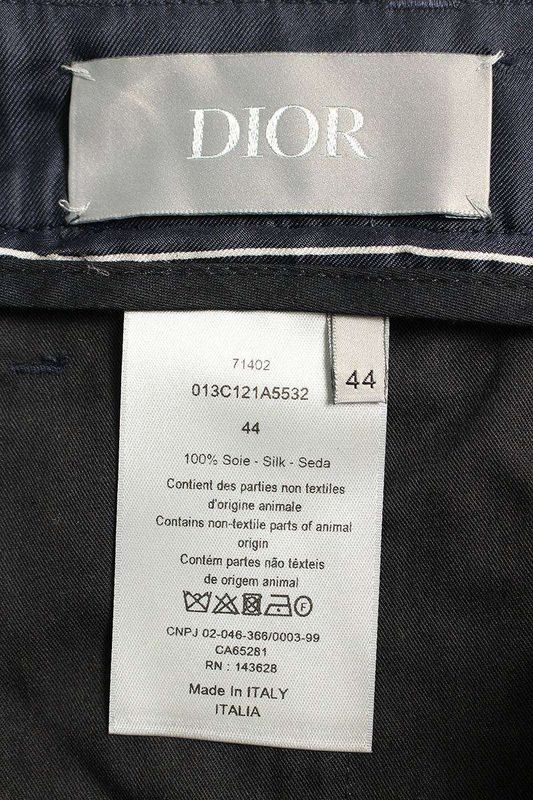 DIOR
44
71402
013C121A5532
44
100% Soie - Silk - Seda
Contient des parties non textiles
d'origine animale
Contains non-textile parts of animal
origin
Contém partes não têxteis
de origem animal
F
CNPJ 02-046-366/0003-99
CA65281
RN : 143628
Made In ITALY
ITALIA